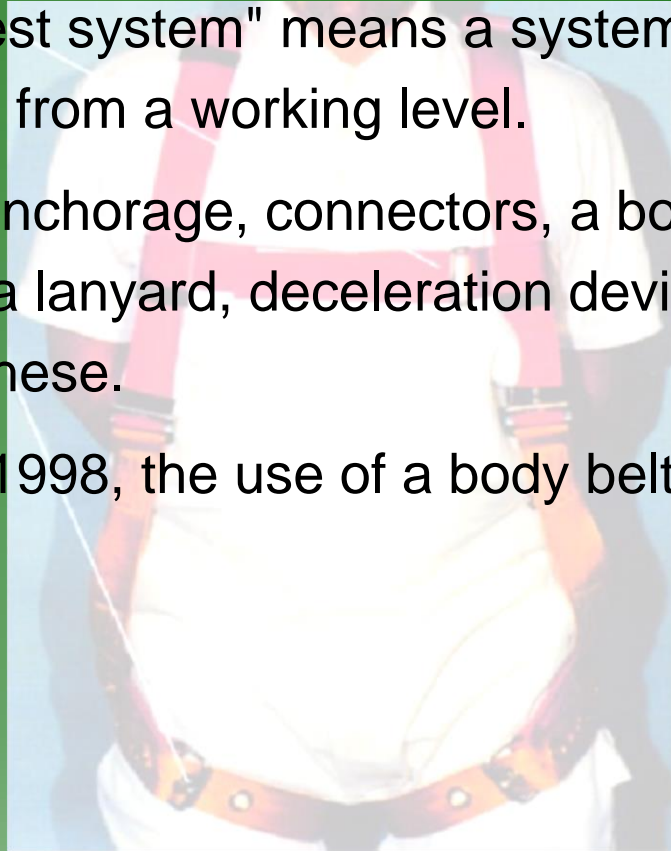 est system" means a system
from a working level.
nchorage, connectors, a bo
a lanyard, deceleration devi
hese.
1998, the use of a body belt